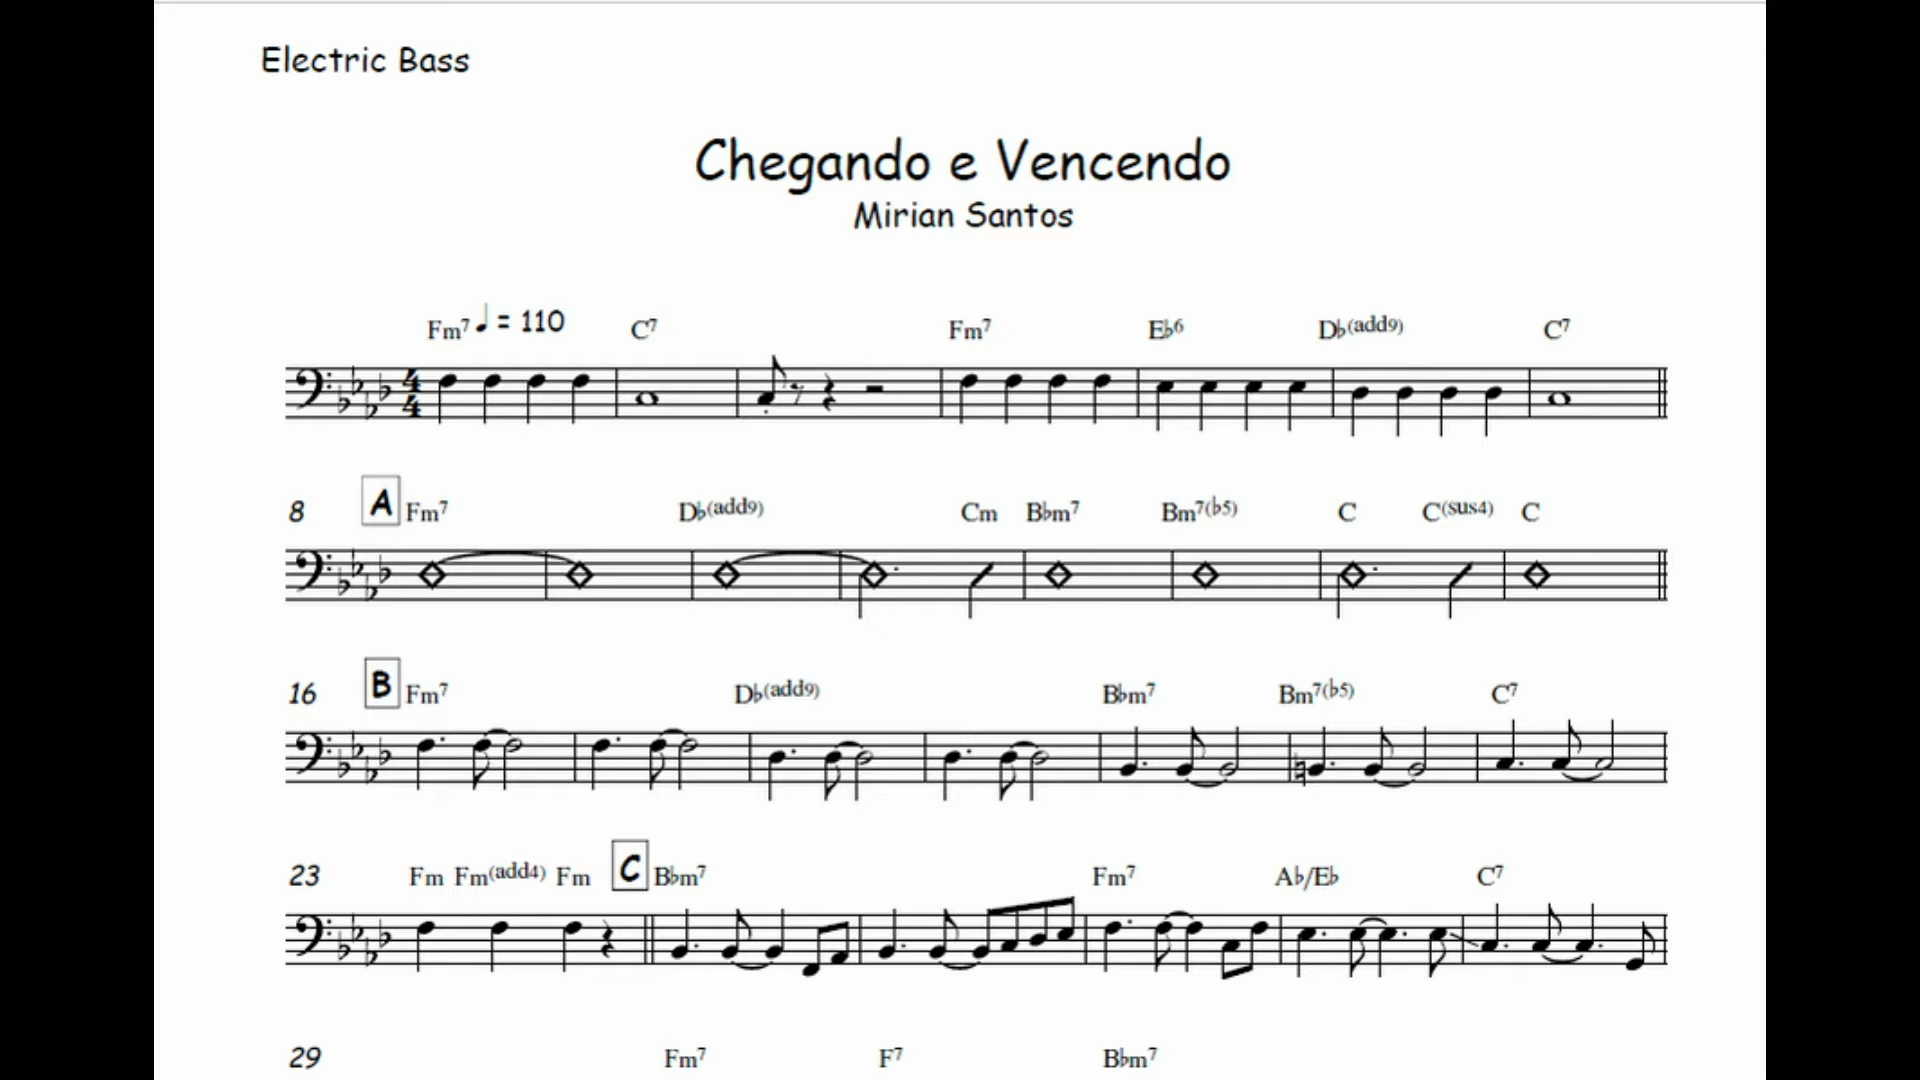 Electric Bass
Chegando e Vencendo
Mirian Santos
Fm7 ♩ = 110 C7 Fm7 E♭6 D♭(add9) C7
4
4
8 A Fm7 D♭(add9) Cm B♭m7 Bm7(♭5) C C(sus4) C
16 B Fm7 D♭(add9) B♭m7 Bm7(♭5) C7
23 Fm Fm(add4) Fm C B♭m7 Fm7 A♭/E♭ C7
29 Fm7 F7 B♭m7